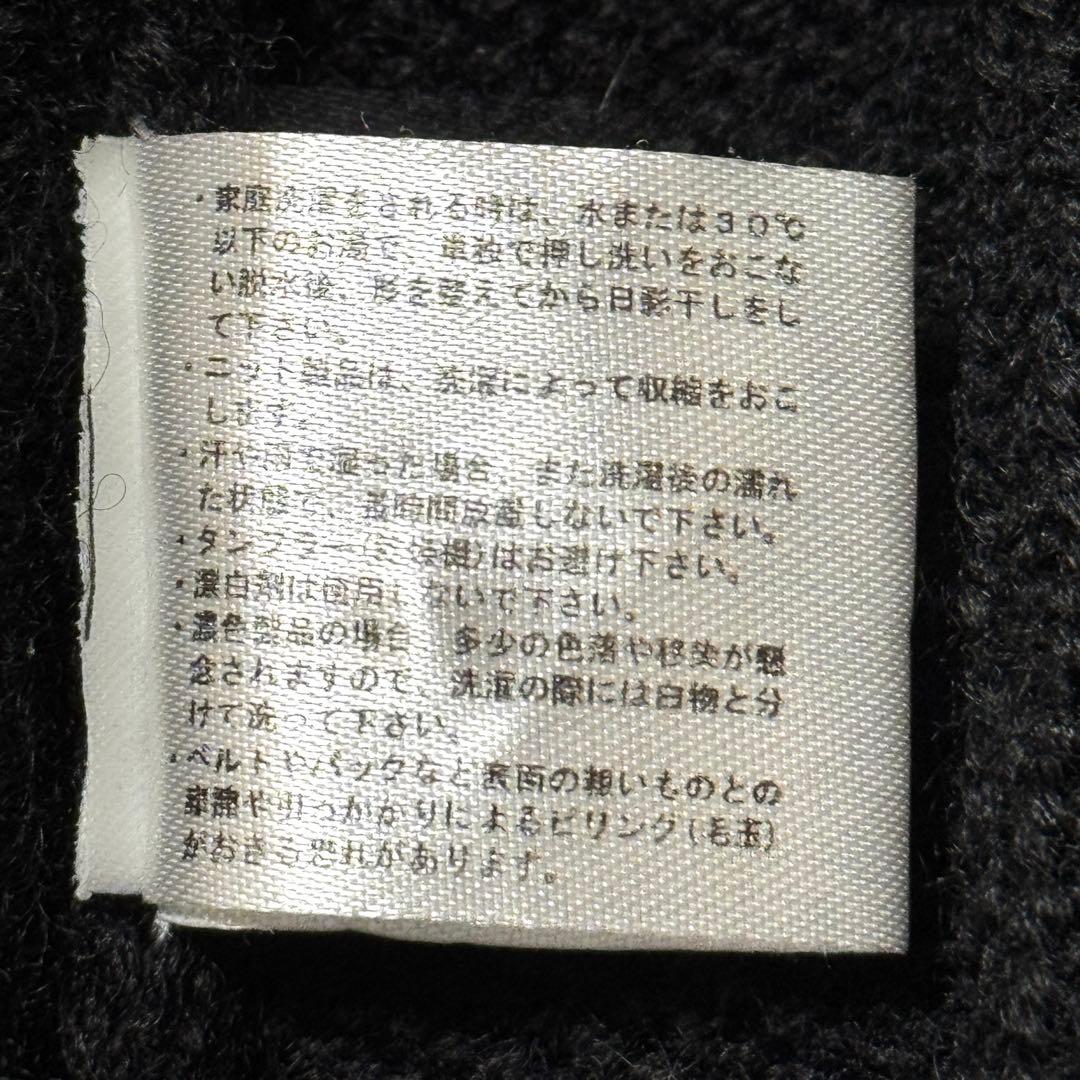 ・家庭洗濯をされる時は、水または30℃
以下のお湯で、単独で押し洗いをおこな
い脱水後、形を整えてから日影干しをし
て下さい。
・ニット製品は、洗濯によって収縮をおこ
します。
・汗や雨で湿った場合、また洗濯後の濡れ
た状態で、長時間放置しないで下さい。
・タンブラー(乾燥機)はお避け下さい。
・漂白剤は使用しないで下さい。
・濃色製品の場合、多少の色落や移染が懸
念されますので、洗濯の際には白物と分
けて洗って下さい。
・ベルトやバックなど表面の粗いものとの
摩擦や引っかかりによるピリング(毛玉)
がおきる恐れがあります。